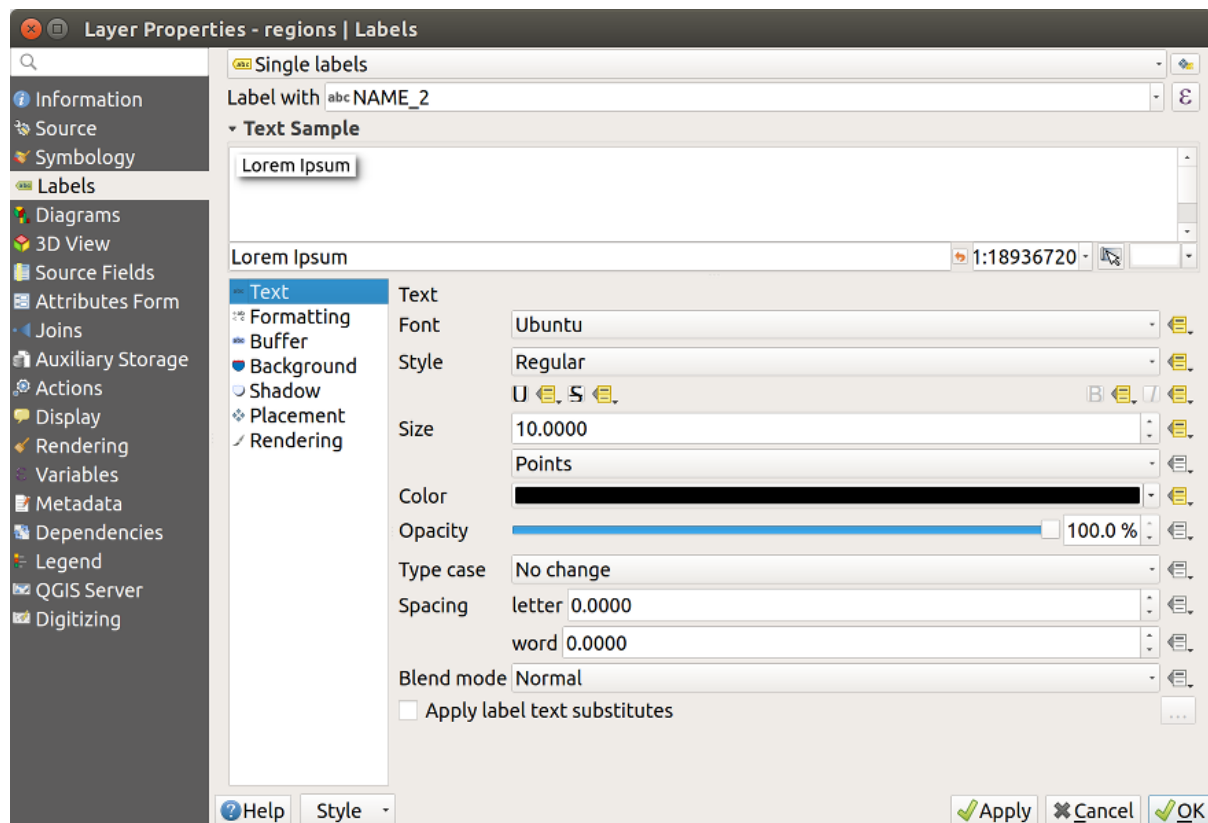 Layer Properties - regions | Labels
Information
Source
Symbology
Labels
Diagrams
3D View
Source Fields
Attributes Form
Joins
Auxiliary Storage
Actions
Display
Rendering
Variables
Metadata
Dependencies
Legend
QGIS Server
Digitizing
abc Single labels
Label with abc NAME_2 ε
Text Sample
Lorem Ipsum
Lorem Ipsum 1:18936720
Text
Formatting
Buffer
Background
Shadow
Placement
Rendering
Text
Font Ubuntu
Style Regular
U S B I
Size 10.0000
Points
Color
Opacity 100.0 %
Type case No change
Spacing letter 0.0000
word 0.0000
Blend mode Normal
Apply label text substitutes ...
Help Style Apply Cancel OK